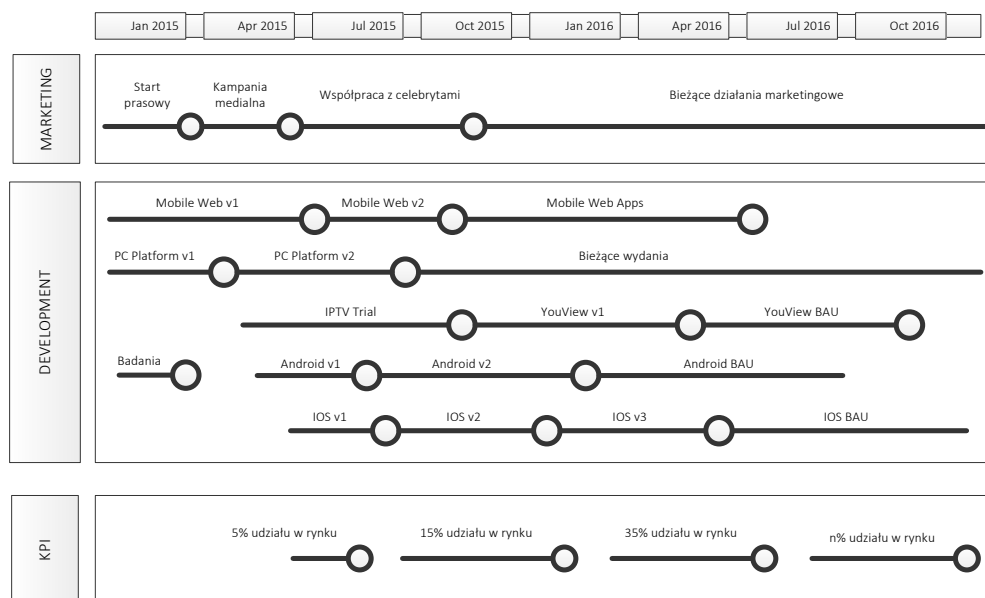 Jan 2015 Apr 2015 Jul 2015 Oct 2015 Jan 2016 Apr 2016 Jul 2016 Oct 2016
MARKETING
Start
prasowy
Kampania
medialna
Współpraca z celebrytami
Bieżące działania marketingowe
DEVELOPMENT
Mobile Web v1 Mobile Web v2 Mobile Web Apps
PC Platform v1 PC Platform v2 Bieżące wydania
IPTV Trial YouView v1 YouView BAU
Badania Android v1 Android v2 Android BAU
IOS v1 IOS v2 IOS v3 IOS BAU
KPI
5% udziału w rynku 15% udziału w rynku 35% udziału w rynku n% udziału w rynku